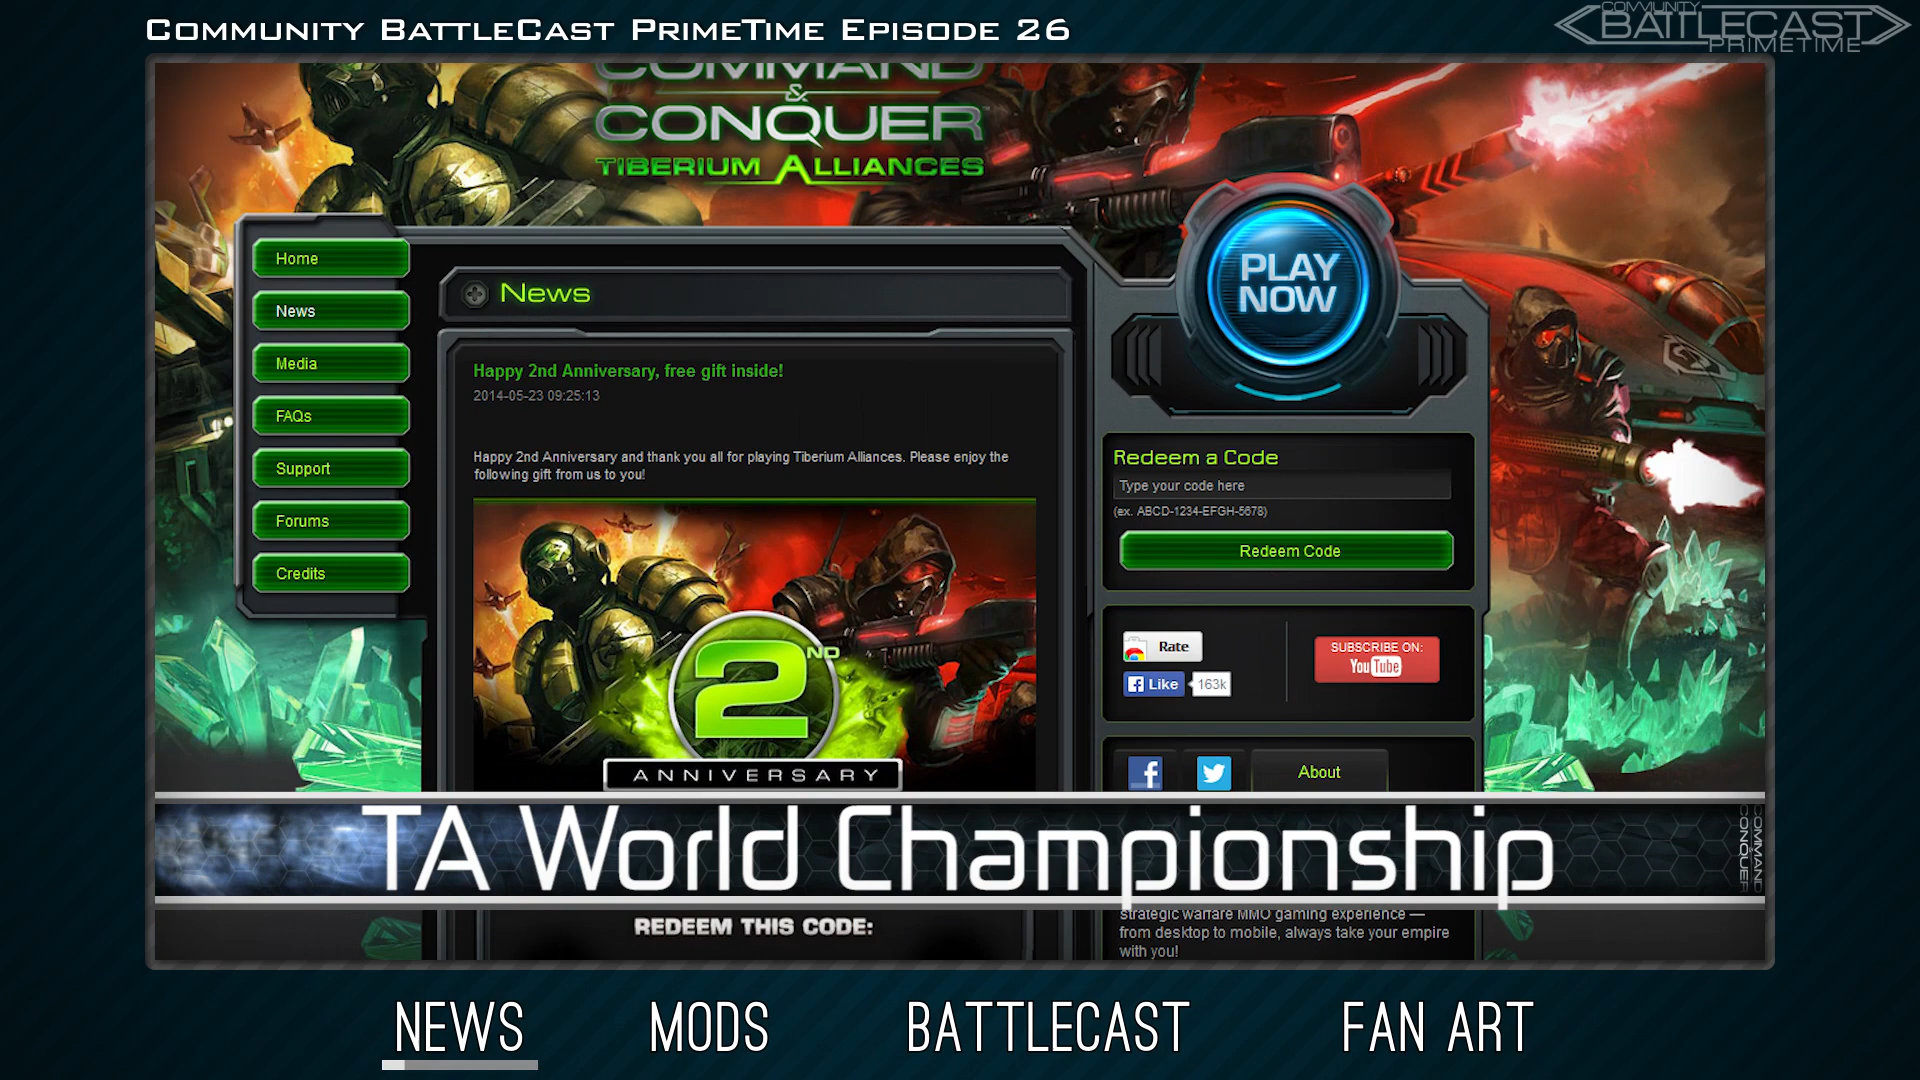 Community BattleCast PrimeTime Episode 26
COMMUNITY
BATTLECAST
PRIMETIME
COMMAND
&
CONQUER
TIBERIUM ALLIANCES
Home
News
Media
FAQs
Support
Forums
Credits
News
Happy 2nd Anniversary, free gift inside!
2014-05-23 09:25:13
Happy 2nd Anniversary and thank you all for playing Tiberium Alliances. Please enjoy the
following gift from us to you!
2ND
ANNIVERSARY
PLAY
NOW
Redeem a Code
Type your code here
(ex. ABCD-1234-EFGH-5678)
Redeem Code
Rate
Like
163k
SUBSCRIBE ON:
YouTube
About
TA World Championship
COMMAND
CONQUER
REDEEM THIS CODE:
strategic warfare MMO gaming experience —
from desktop to mobile, always take your empire
with you!
NEWS
MODS
BATTLECAST
FAN ART